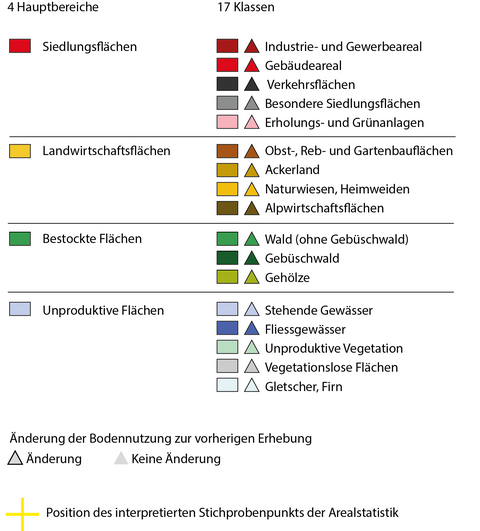 4 Hauptbereiche 17 Klassen
Siedlungsflächen Industrie- und Gewerbeareal
Gebäudeareal
Verkehrsflächen
Besondere Siedlungsflächen
Erholungs- und Grünanlagen
Landwirtschaftsflächen Obst-, Reb- und Gartenbauflächen
Ackerland
Naturwiesen, Heimweiden
Alpwirtschaftsflächen
Bestockte Flächen Wald (ohne Gebüschwald)
Gebüschwald
Gehölze
Unproduktive Flächen Stehende Gewässer
Fliessgewässer
Unproduktive Vegetation
Vegetationslose Flächen
Gletscher, Firn
Änderung der Bodennutzung zur vorherigen Erhebung
Änderung Keine Änderung
Position des interpretierten Stichprobenpunkts der Arealstatistik